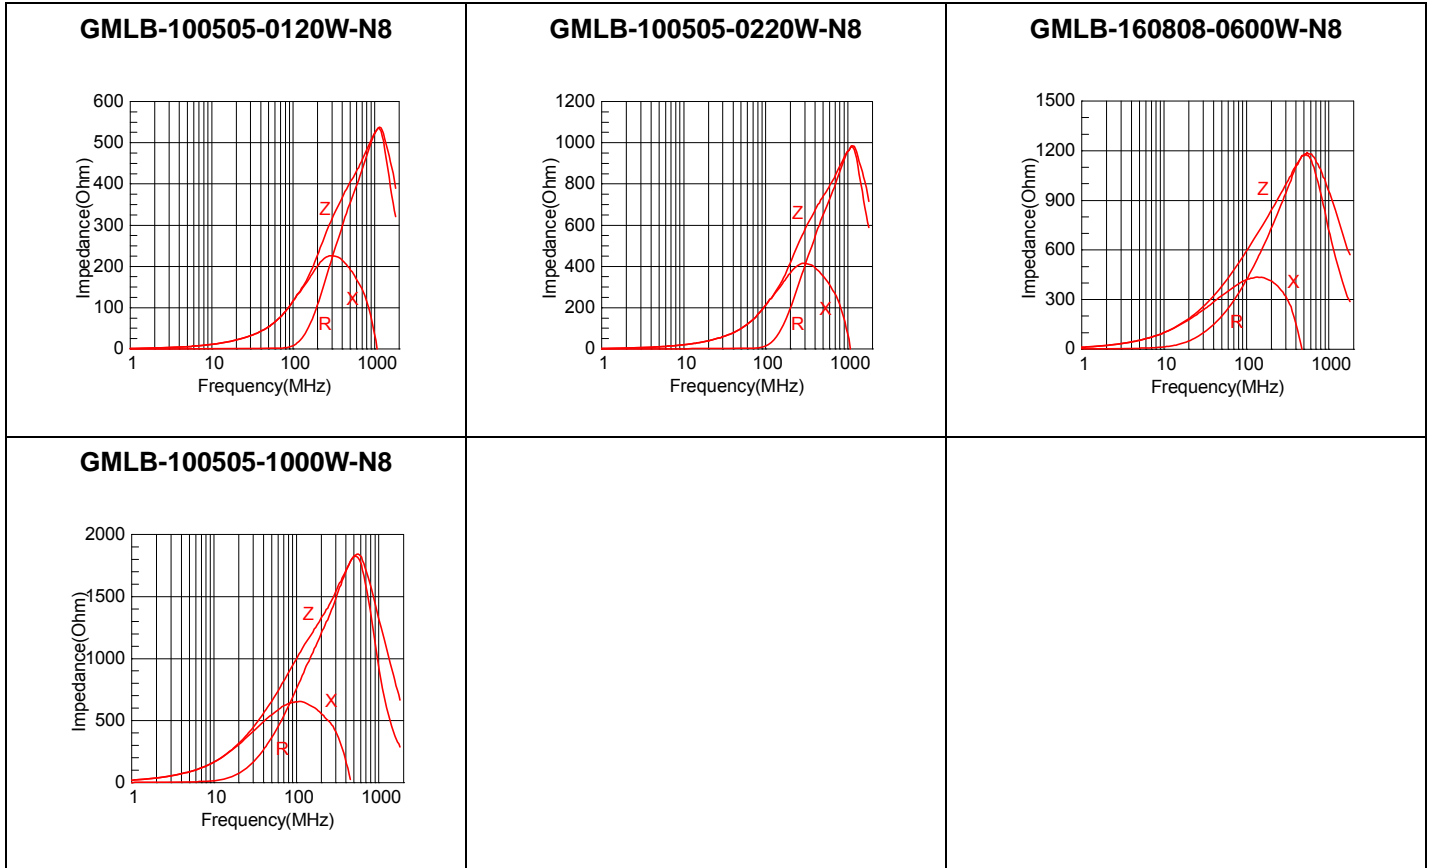 GMLB-100505-0120W-N8
600
500
400
300
200
100
0
Impedance(Ohm)
Z
X
R
1 10 100 1000
Frequency(MHz)
GMLB-100505-0220W-N8
1200
1000
800
600
400
200
0
Impedance(Ohm)
Z
X
R
1 10 100 1000
Frequency(MHz)
GMLB-160808-0600W-N8
1500
1200
900
600
300
0
Impedance(Ohm)
Z
X
R
1 10 100 1000
Frequency(MHz)
GMLB-100505-1000W-N8
2000
1500
1000
500
0
Impedance(Ohm)
Z
X
R
1 10 100 1000
Frequency(MHz)